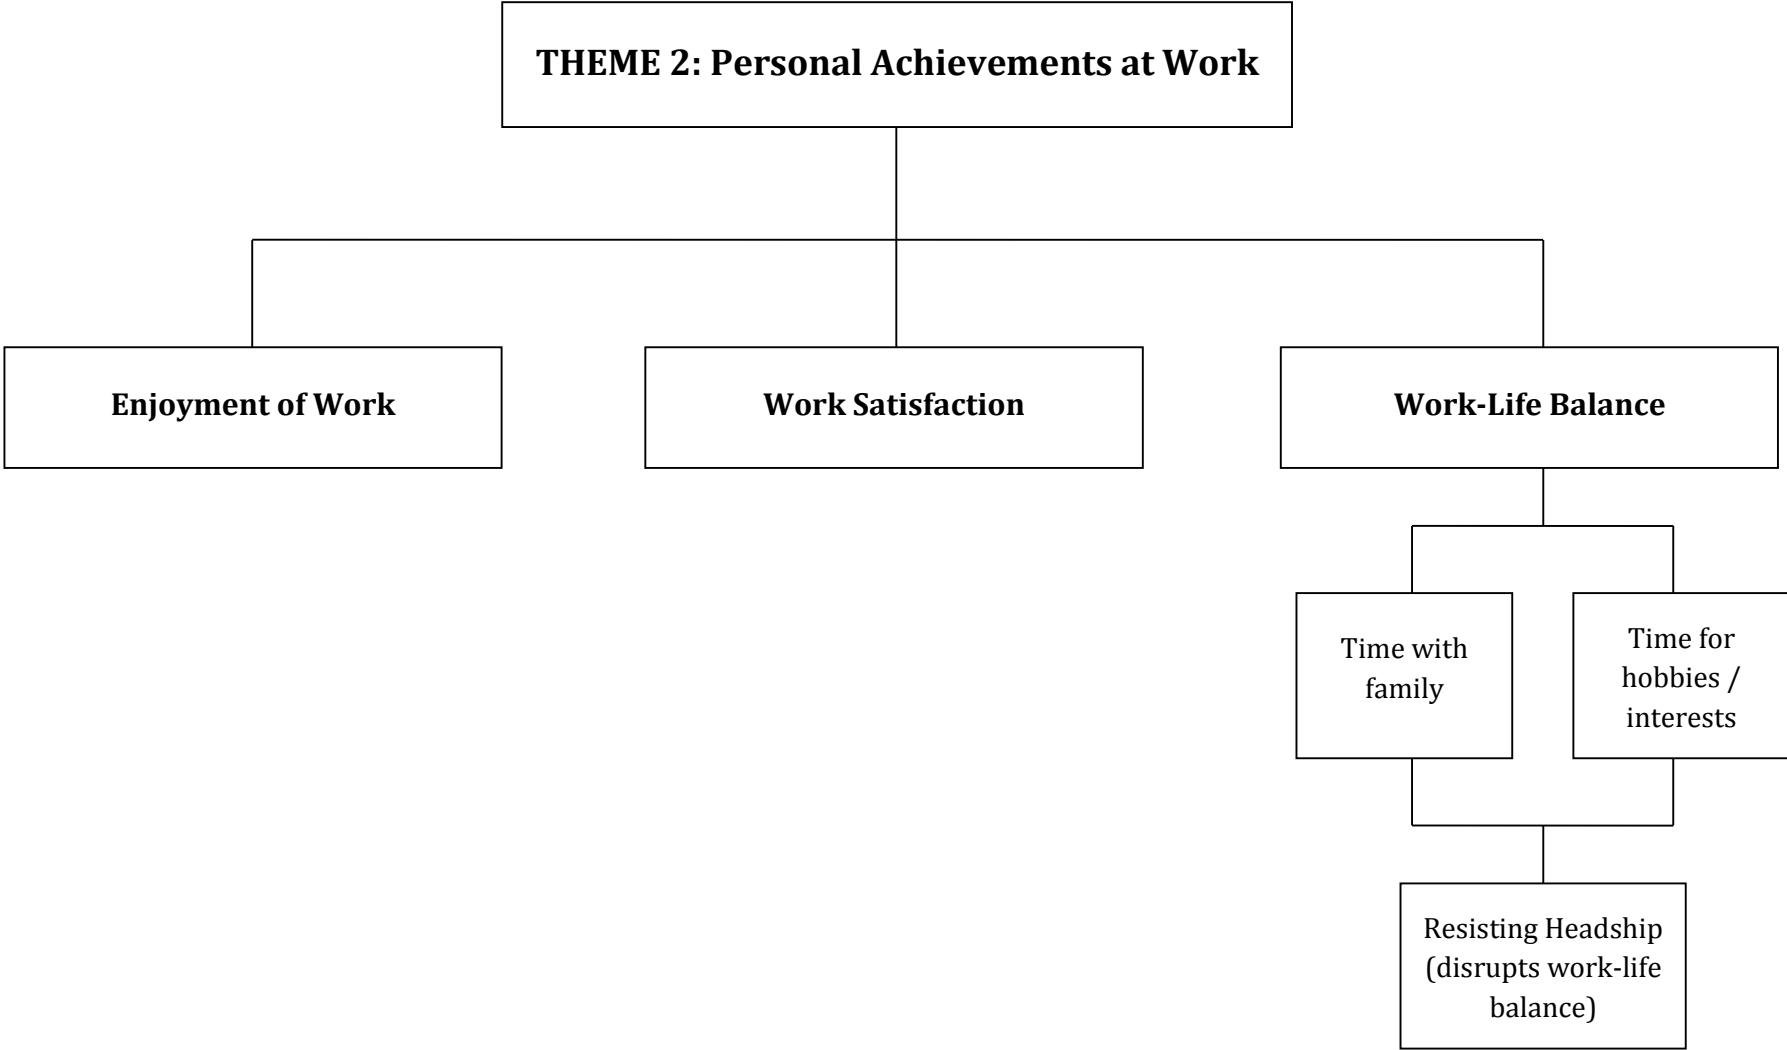 THEME 2: Personal Achievements at Work
Enjoyment of Work
Work Satisfaction
Work-Life Balance
Time with
family
Time for
hobbies /
interests
Resisting Headship
(disrupts work-life
balance)